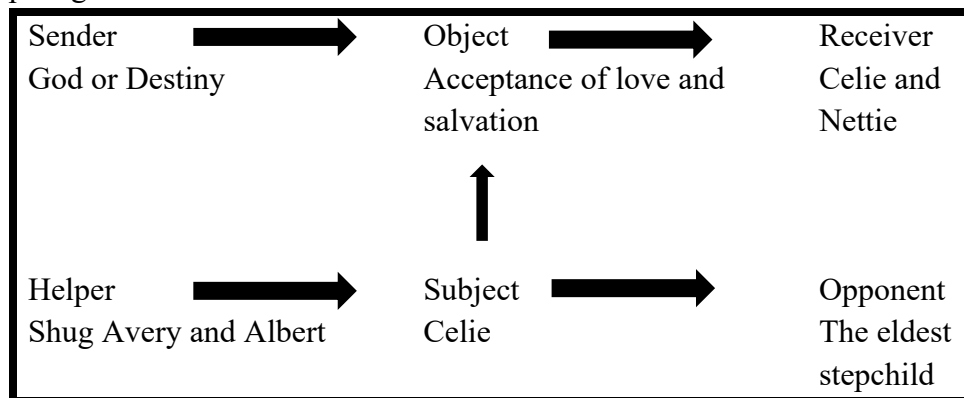 Sender Object Receiver
God or Destiny Acceptance of love and Celie and
salvation Nettie
Helper Subject Opponent
Shug Avery and Albert Celie The eldest
stepchild